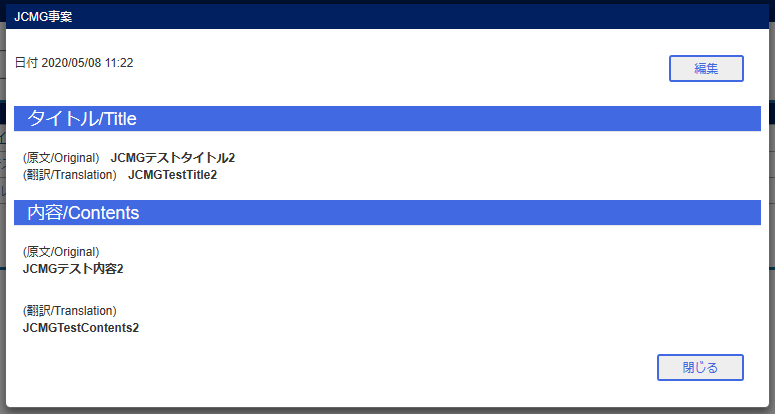 JCMG事案
日付 2020/05/08 11:22
編集
タイトル/Title
(原文/Original) JCMGテストタイトル2
(翻訳/Translation) JCMGTestTitle2
内容/Contents
(原文/Original)
JCMGテスト内容2
(翻訳/Translation)
JCMGTestContents2
閉じる